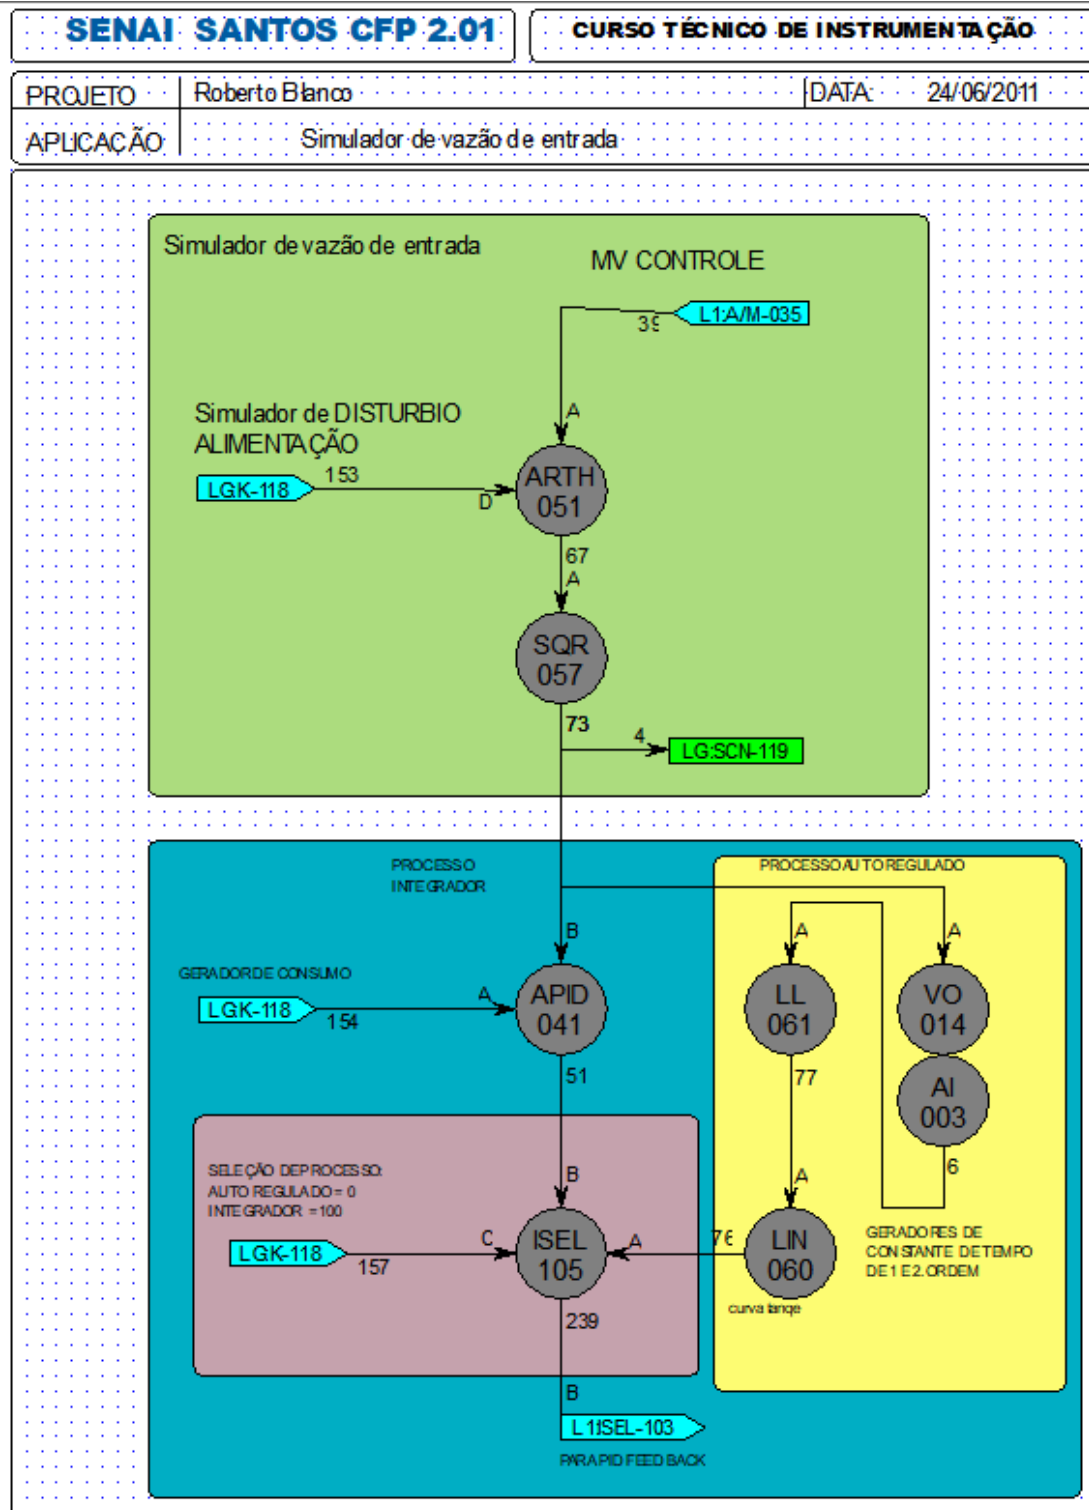 SENAI SANTOS CFP 2.01
CURSO TÉCNICO DE INSTRUMENTAÇÃO
PROJETO Roberto Blanco DATA: 24/06/2011
APLICAÇÃO Simulador de vazão de entrada
Simulador de vazão de entrada
MV CONTROLE
39
L1:A/M-035
A
Simulador de DISTURBIO
ALIMENTAÇÃO
LGK-118
153
D
ARTH
051
67
A
SQR
057
73
4
LG:SCN-119
PROCESSO
INTEGRADOR
PROCESSO AUTO REGULADO
B
A
A
GERADOR DE CONSUMO
LGK-118
154
A
APID
041
LL
061
VO
014
51
77
AI
003
6
SELEÇÃO DE PROCESSO:
AUTO REGULADO = 0
INTEGRADOR = 100
B
A
LGK-118
157
C
ISEL
105
A
76
LIN
060
GERADORES DE
CONSTANTE DE TEMPO
DE 1 E 2. ORDEM
curva tanqe
239
B
L1:ISEL-103
PARA PID FEED BACK